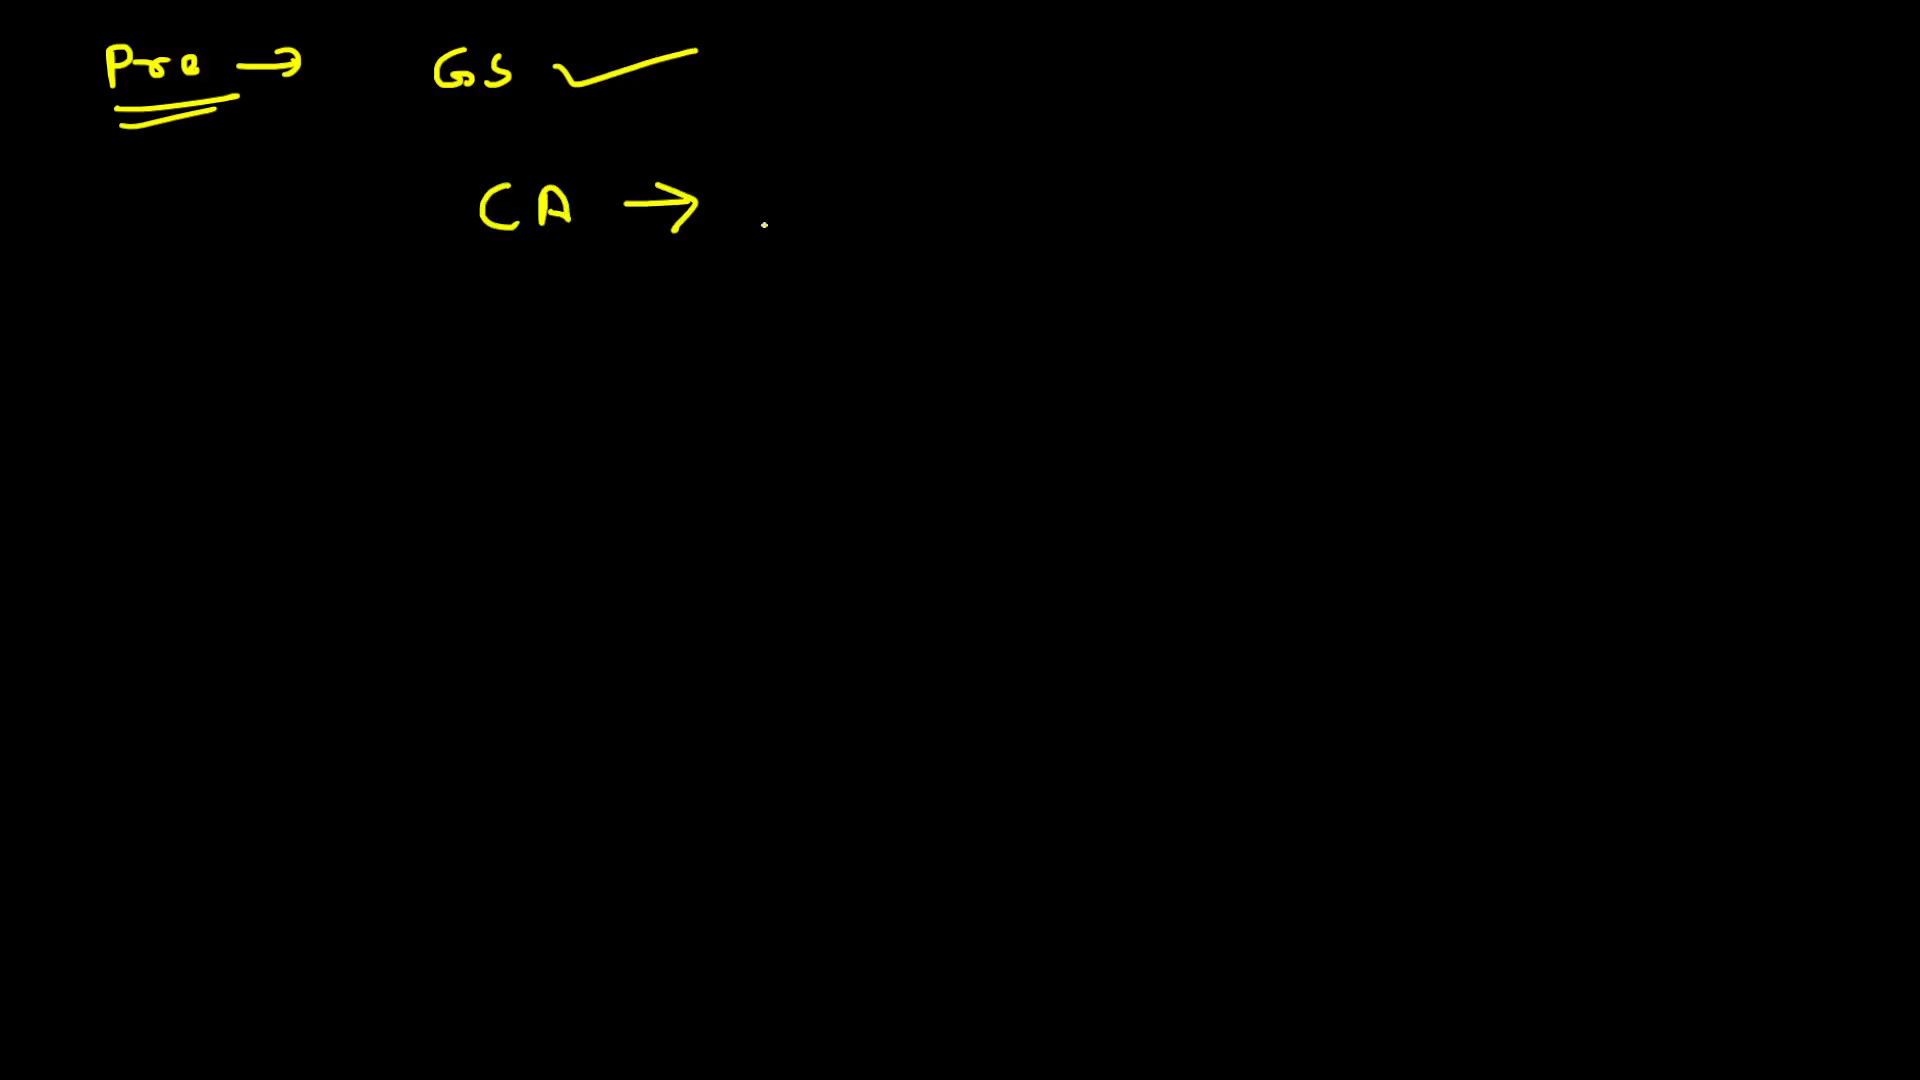 Pre → GS ✓
CA →